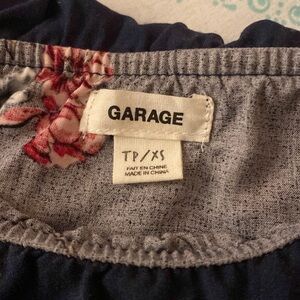 GARAGE
TP/XS
FAIT EN CHINE
MADE IN CHINA